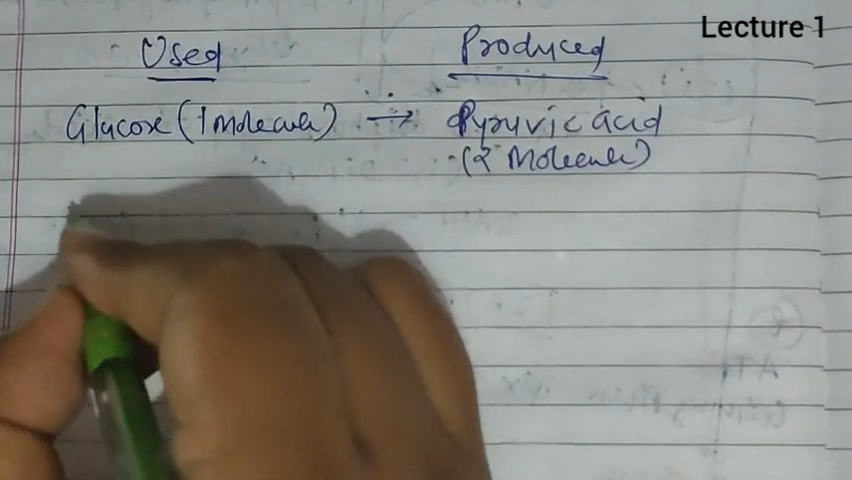 Lecture 1
Used Produced
Glucose (1 molecule) → Pyruvic acid
(2 Molecule)